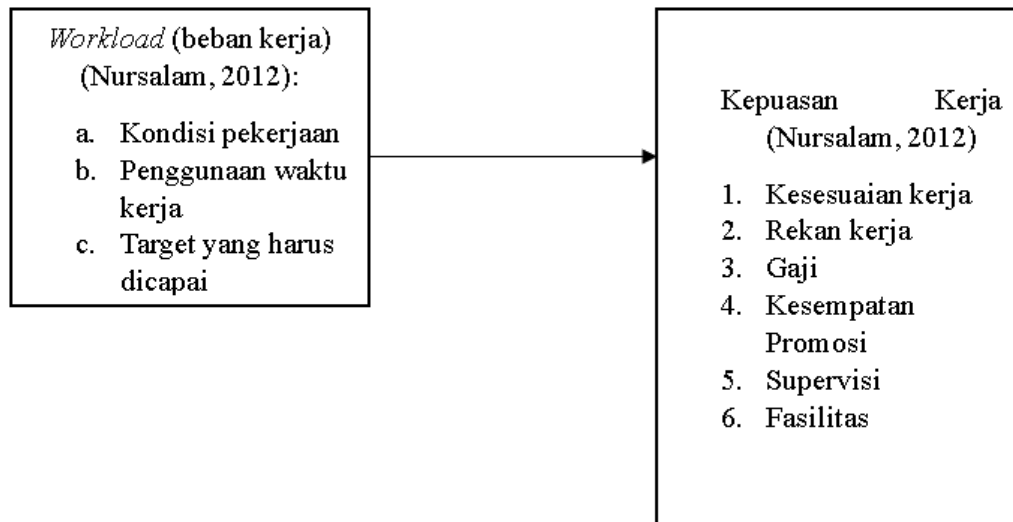 Workload (beban kerja)
(Nursalam, 2012):
a. Kondisi pekerjaan
b. Penggunaan waktu
kerja
c. Target yang harus
dicapai
Kepuasan Kerja
(Nursalam, 2012)
1. Kesesuaian kerja
2. Rekan kerja
3. Gaji
4. Kesempatan
Promosi
5. Supervisi
6. Fasilitas